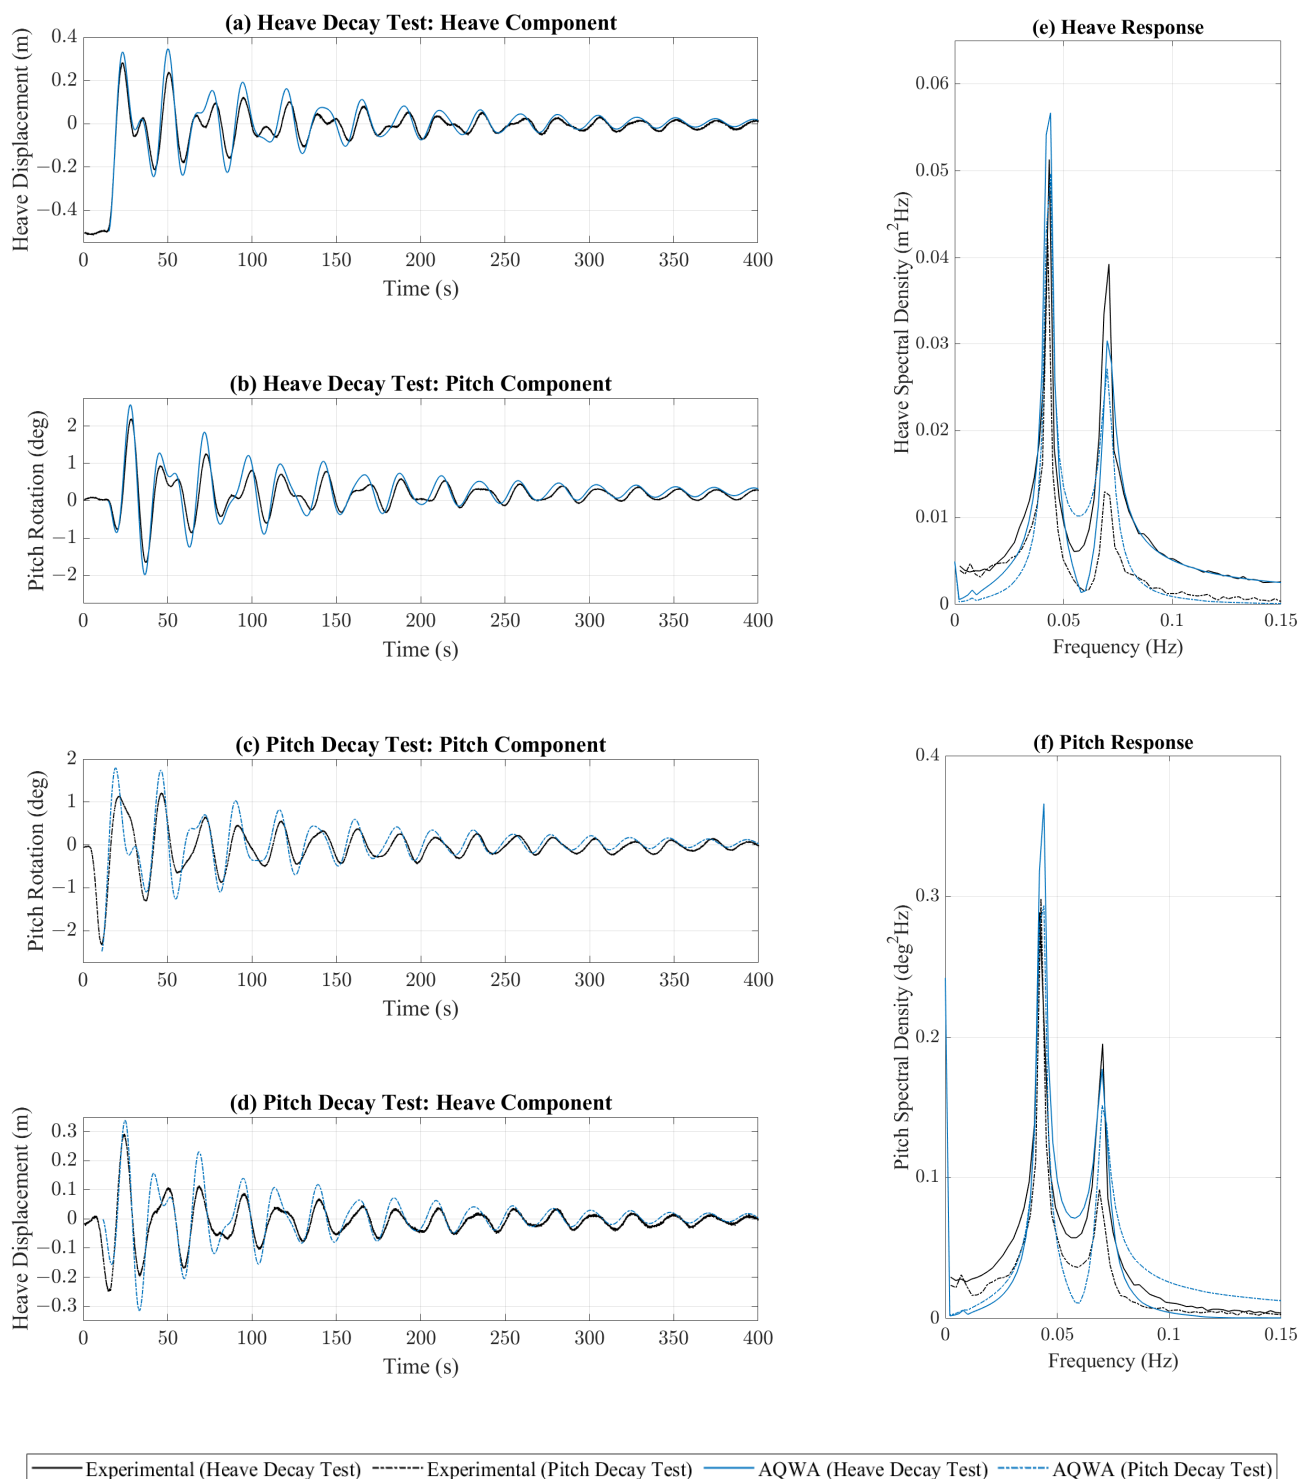 (a) Heave Decay Test: Heave Component
Heave Displacement (m)
0.4
0.2
0
−0.2
−0.4
0 50 100 150 200 250 300 350 400
Time (s)
(b) Heave Decay Test: Pitch Component
Pitch Rotation (deg)
2
1
0
−1
−2
0 50 100 150 200 250 300 350 400
Time (s)
(c) Pitch Decay Test: Pitch Component
Pitch Rotation (deg)
2
1
0
−1
−2
0 50 100 150 200 250 300 350 400
Time (s)
(d) Pitch Decay Test: Heave Component
Heave Displacement (m)
0.3
0.2
0.1
0
−0.1
−0.2
−0.3
0 50 100 150 200 250 300 350 400
Time (s)
(e) Heave Response
Heave Spectral Density (m²Hz)
0.06
0.05
0.04
0.03
0.02
0.01
0
0 0.05 0.1 0.15
Frequency (Hz)
(f) Pitch Response
Pitch Spectral Density (deg²Hz)
0.4
0.3
0.2
0.1
0
0 0.05 0.1 0.15
Frequency (Hz)
Experimental (Heave Decay Test) Experimental (Pitch Decay Test) AQWA (Heave Decay Test) AQWA (Pitch Decay Test)